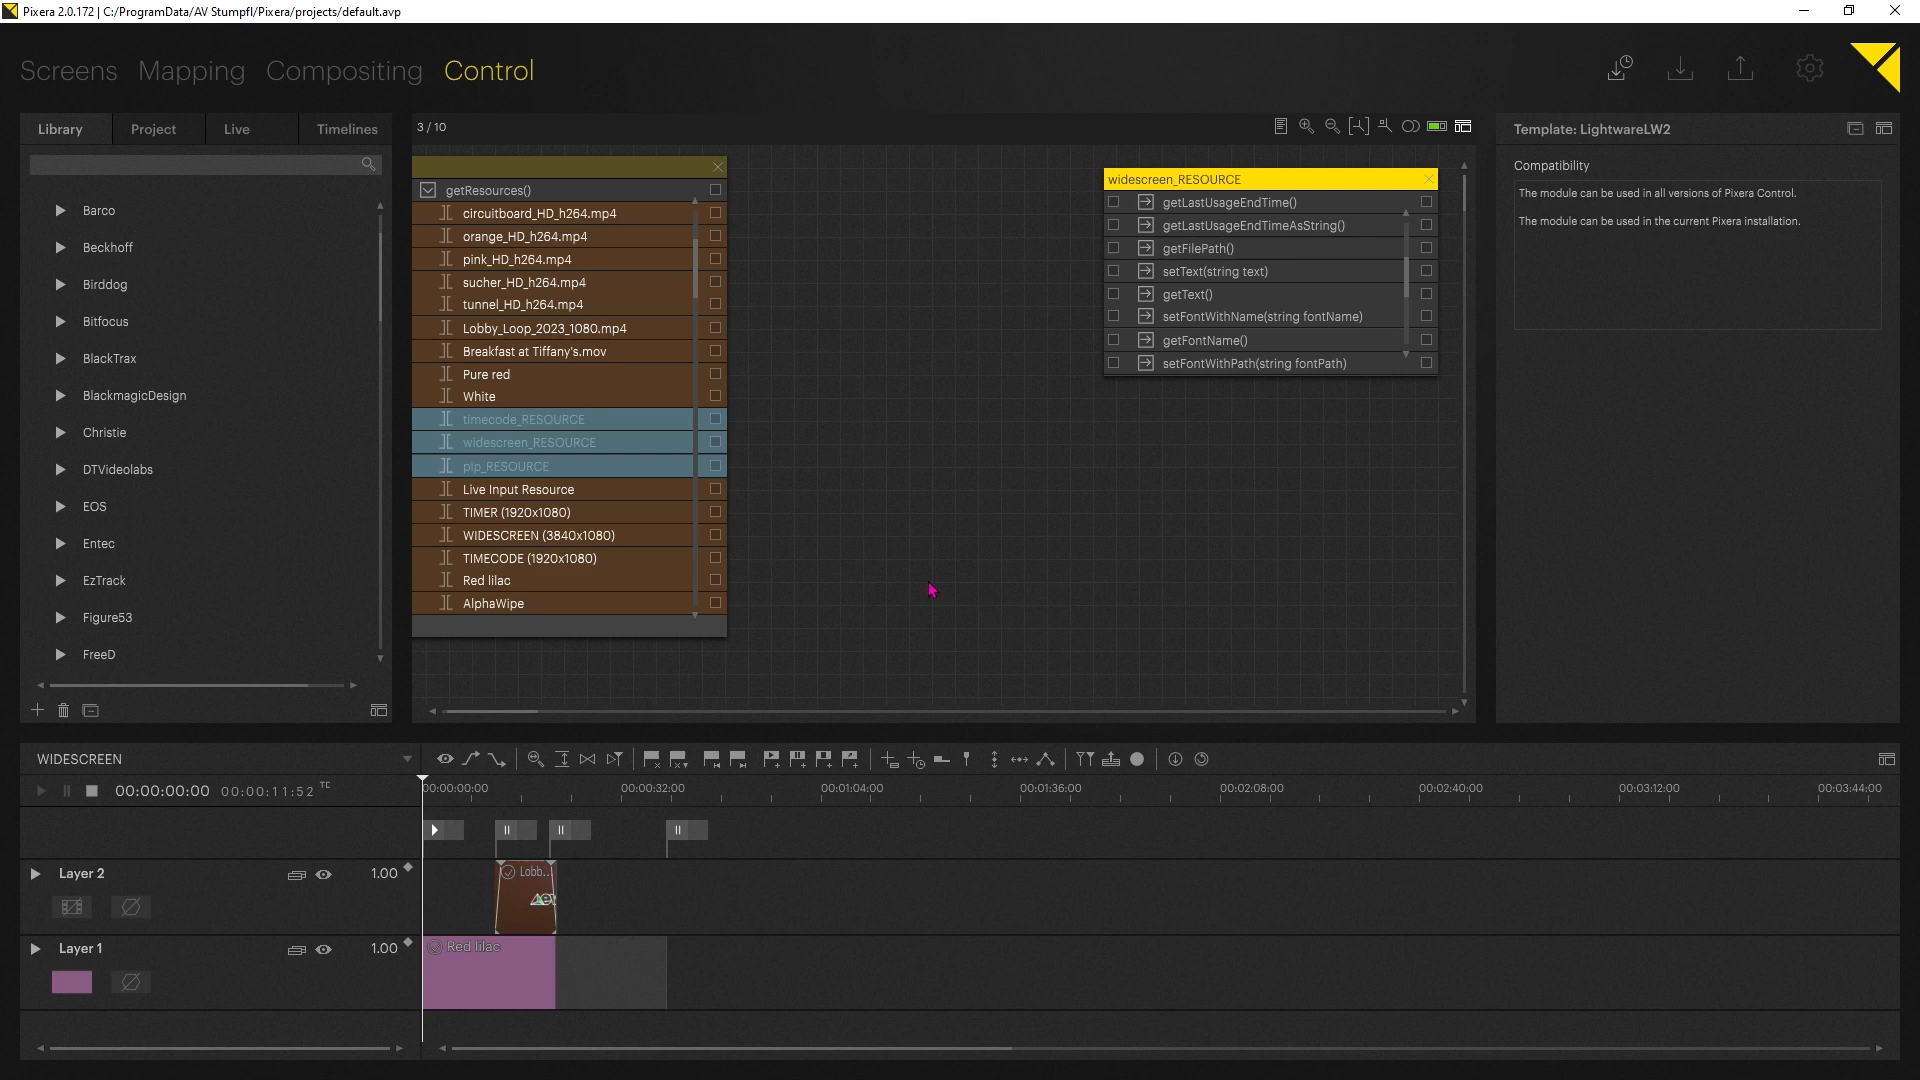 Pixera 2.0.172 | C:/ProgramData/AV Stumpfl/Pixera/projects/default.avp
Screens Mapping Compositing Control
Library Project Live Timelines
Barco
Beckhoff
Birddog
Bitfocus
BlackTrax
BlackmagicDesign
Christie
DTVideolabs
EOS
Entec
EzTrack
Figure53
FreeD
3 / 10
getResources()
circuitboard_HD_h264.mp4
orange_HD_h264.mp4
pink_HD_h264.mp4
sucher_HD_h264.mp4
tunnel_HD_h264.mp4
Lobby_Loop_2023_1080.mp4
Breakfast at Tiffany's.mov
Pure red
White
timecode_RESOURCE
widescreen_RESOURCE
pip_RESOURCE
Live Input Resource
TIMER (1920x1080)
WIDESCREEN (3840x1080)
TIMECODE (1920x1080)
Red lilac
AlphaWipe
widescreen_RESOURCE
getLastUsageEndTime()
getLastUsageEndTimeAsString()
getFilePath()
setText(string text)
getText()
setFontWithName(string fontName)
getFontName()
setFontWithPath(string fontPath)
Template: LightwareLW2
Compatibility
The module can be used in all versions of Pixera Control.
The module can be used in the current Pixera installation.
WIDESCREEN
00:00:00:00 00:00:11:52 TC
00:00:00:00 00:00:32:00 00:01:04:00 00:01:36:00 00:02:08:00 00:02:40:00 00:03:12:00 00:03:44:00
Layer 2 1.00
Lobb...
Layer 1 1.00
Red lilac